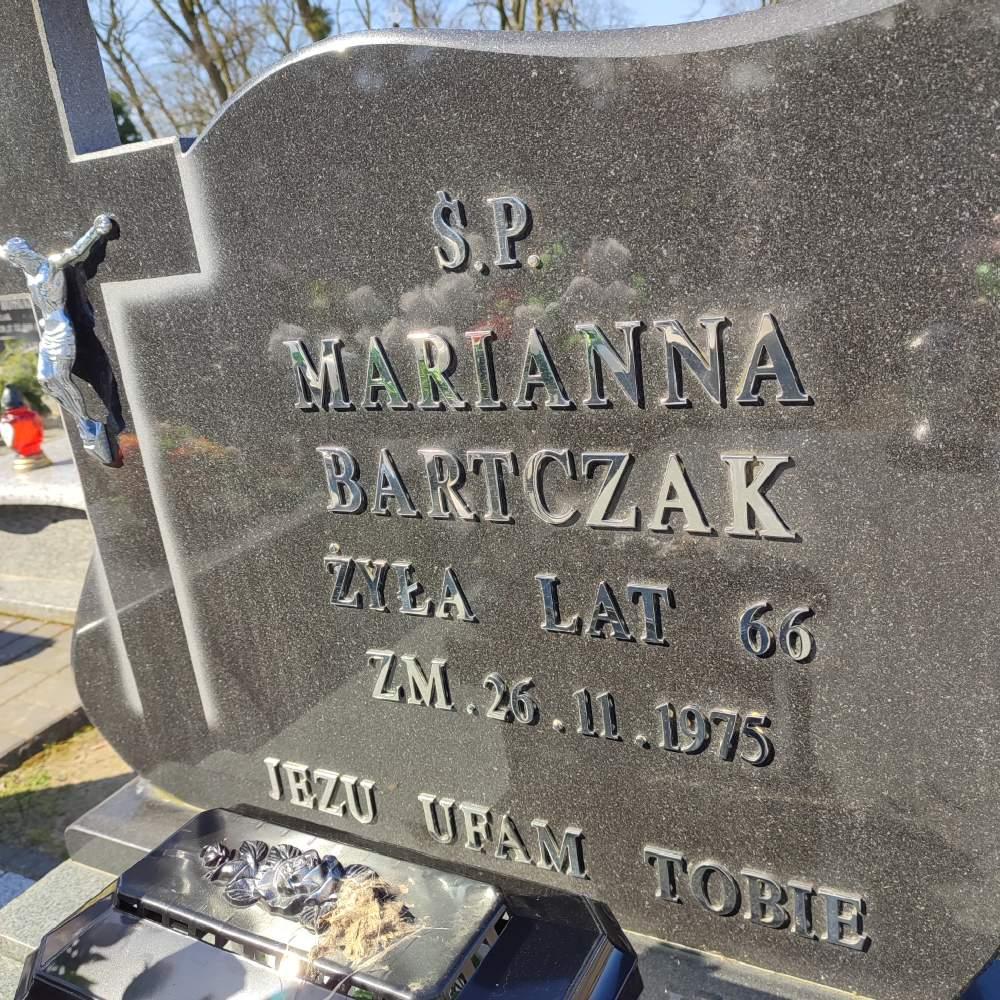 Ś.P.
MARIANNA
BARTCZAK
ŻYŁA LAT 66
ZM.26.11.1975
JEZU UFAM TOBIE